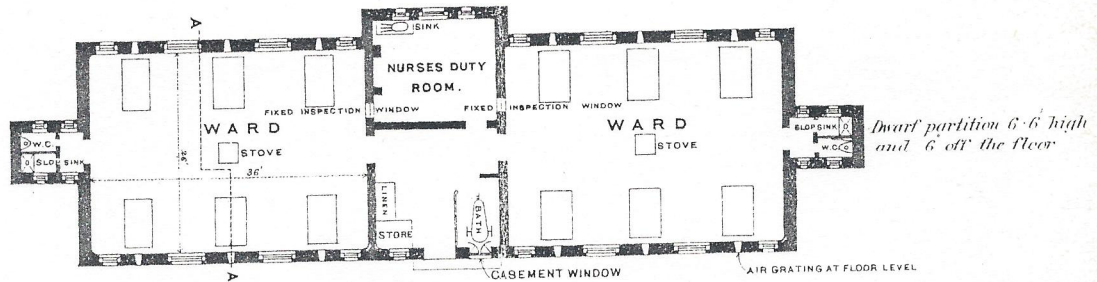 A
SINK
NURSES DUTY
ROOM.
FIXED INSPECTION WINDOW
FIXED INSPECTION WINDOW
WARD
WARD
W.C.
SLOP SINK
STOVE
STOVE
26'
36'
SLOP SINK
W.C.
Dwarf partition 6'6" high
and 6" off the floor
LINEN
STORE
BATH
A
CASEMENT WINDOW
AIR GRATING AT FLOOR LEVEL